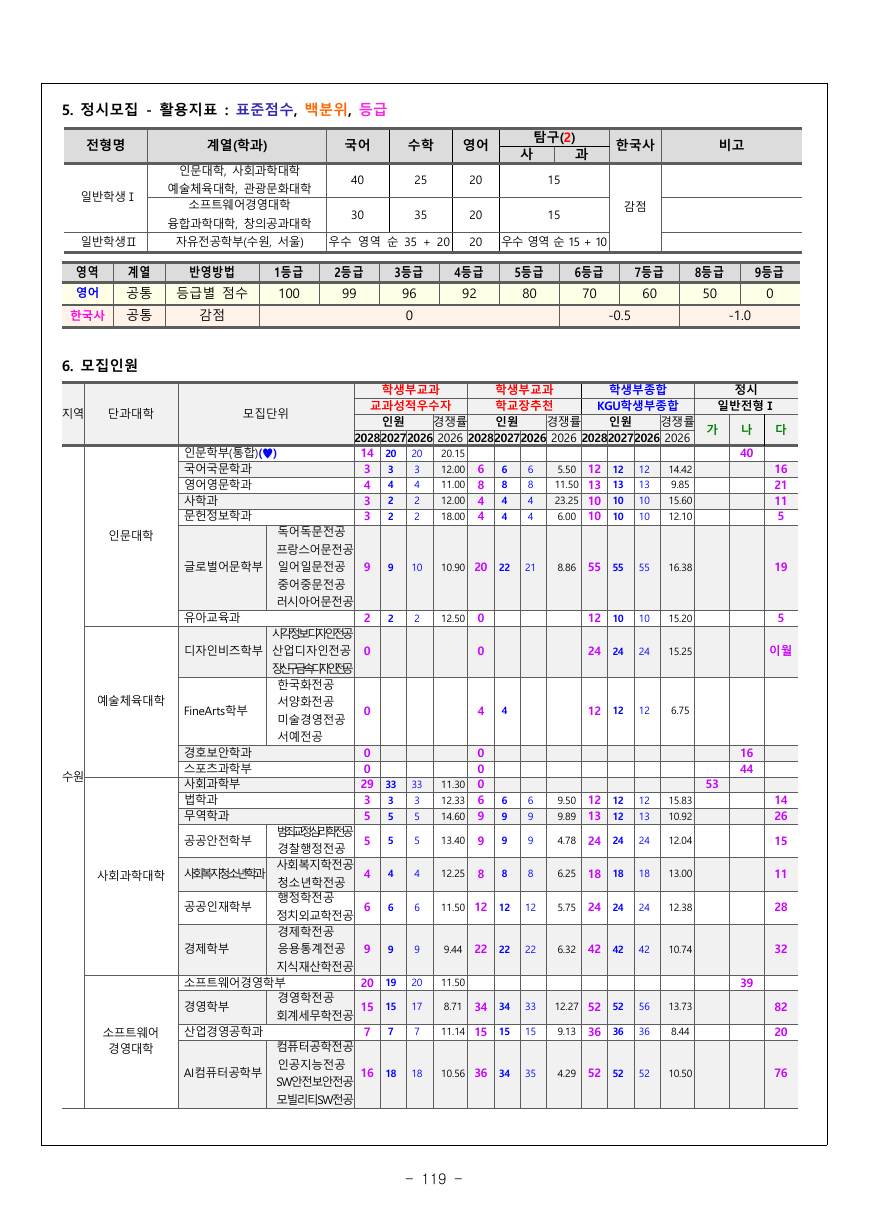 5. 정시모집 - 활용지표 : 표준점수, 백분위, 등급
전형명 계열(학과) 국어 수학 영어 탐구(2) 한국사 비고
사 과
일반학생 I 인문대학, 사회과학대학 예술체육대학, 관광문화대학 40 25 20 15 감점
소프트웨어경영대학 융합과학대학, 창의공과대학 30 35 20 15
일반학생II 자유전공학부(수원, 서울) 우수 영역 순 35 + 20 20 우수 영역 순 15 + 10
영역 계열 반영방법 1등급 2등급 3등급 4등급 5등급 6등급 7등급 8등급 9등급
영어 공통 등급별 점수 100 99 96 92 80 70 60 50 0
한국사 공통 감점 0 -0.5 -1.0
6. 모집인원
지역 단과대학 모집단위 학생부교과 학생부교과 학생부종합 정시
교과성적우수자 학교장추천 KGU학생부종합 일반전형 I
인원 경쟁률 인원 경쟁률 인원 경쟁률 가 나 다
2028 2027 2026 2026 2028 2027 2026 2026 2028 2027 2026 2026
수원
인문대학
인문학부(통합)(♥) 14 20 20 20.15 40
국어국문학과 3 3 3 12.00 6 6 6 5.50 12 12 12 14.42 16
영어영문학과 4 4 4 11.00 8 8 8 11.50 13 13 13 9.85 21
사학과 3 2 2 12.00 4 4 4 23.25 10 10 10 15.60 11
문헌정보학과 3 2 2 18.00 4 4 4 6.00 10 10 10 12.10 5
글로벌어문학부 독어독문전공
프랑스어문전공
일어일문전공
중어중문전공
러시아어문전공
9 9 10 10.90 20 22 21 8.86 55 55 55 16.38 19
유아교육과 2 2 2 12.50 0 12 10 10 15.20 5
예술체육대학
디자인비즈학부 시각정보디자인전공
산업디자인전공
장신구금속디자인전공
0 0 24 24 24 15.25 이월
FineArts학부 한국화전공
서양화전공
미술경영전공
서예전공
0 4 4 12 12 12 6.75
경호보안학과 0 0 16
스포츠과학부 0 0 44
사회과학대학
사회과학부 29 33 33 11.30 0 53
법학과 3 3 3 12.33 6 6 6 9.50 12 12 12 15.83 14
무역학과 5 5 5 14.60 9 9 9 9.89 13 12 13 10.92 26
공공안전학부 범죄교정심리학전공
경찰행정전공
5 5 5 13.40 9 9 9 4.78 24 24 24 12.04 15
사회복지청소년학과 사회복지학전공
청소년학전공
4 4 4 12.25 8 8 8 6.25 18 18 18 13.00 11
공공인재학부 행정학전공
정치외교학전공
6 6 6 11.50 12 12 12 5.75 24 24 24 12.38 28
경제학부 경제학전공
응용통계전공
지식재산학전공
9 9 9 9.44 22 22 22 6.32 42 42 42 10.74 32
소프트웨어
경영대학
소프트웨어경영학부 20 19 20 11.50 39
경영학부 경영학전공
회계세무학전공
15 15 17 8.71 34 34 33 12.27 52 52 56 13.73 82
산업경영공학과 7 7 7 11.14 15 15 15 9.13 36 36 36 8.44 20
AI컴퓨터공학부 컴퓨터공학전공
인공지능전공
SW안전보안전공
모빌리티SW전공
16 18 18 10.56 36 34 35 4.29 52 52 52 10.50 76
- 119 -